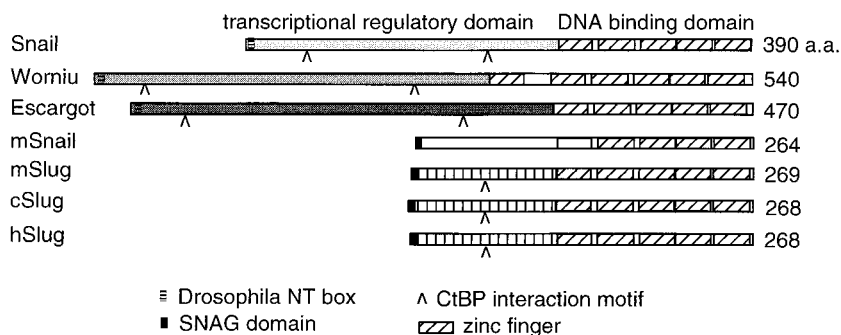 transcriptional regulatory domain DNA binding domain
Snail 390 a.a.
Worniu 540
Escargot 470
mSnail 264
mSlug 269
cSlug 268
hSlug 268
Drosophila NT box ^ CtBP interaction motif
SNAG domain zinc finger